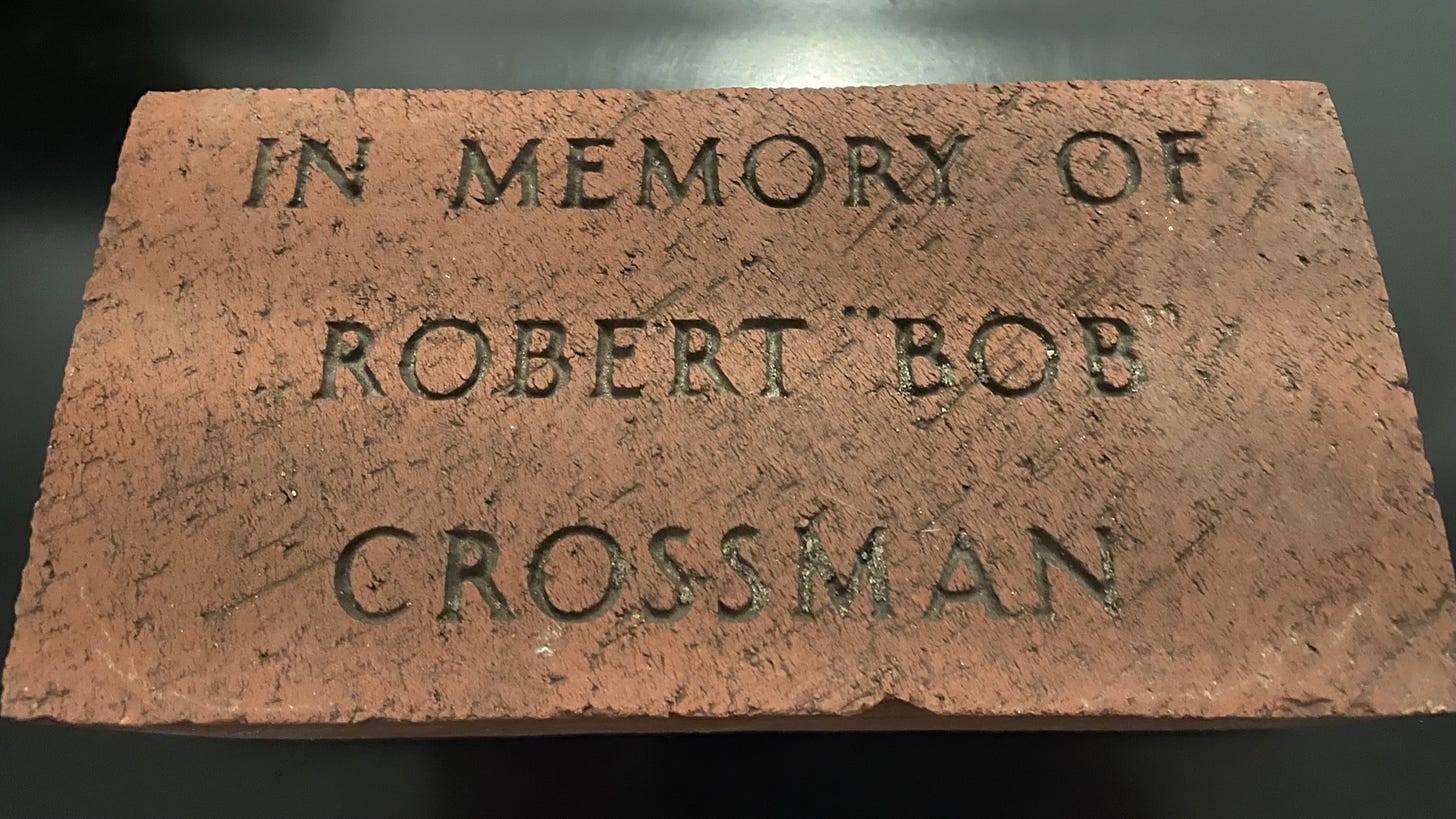 IN MEMORY OF
ROBERT "BOB"
CROSSMAN